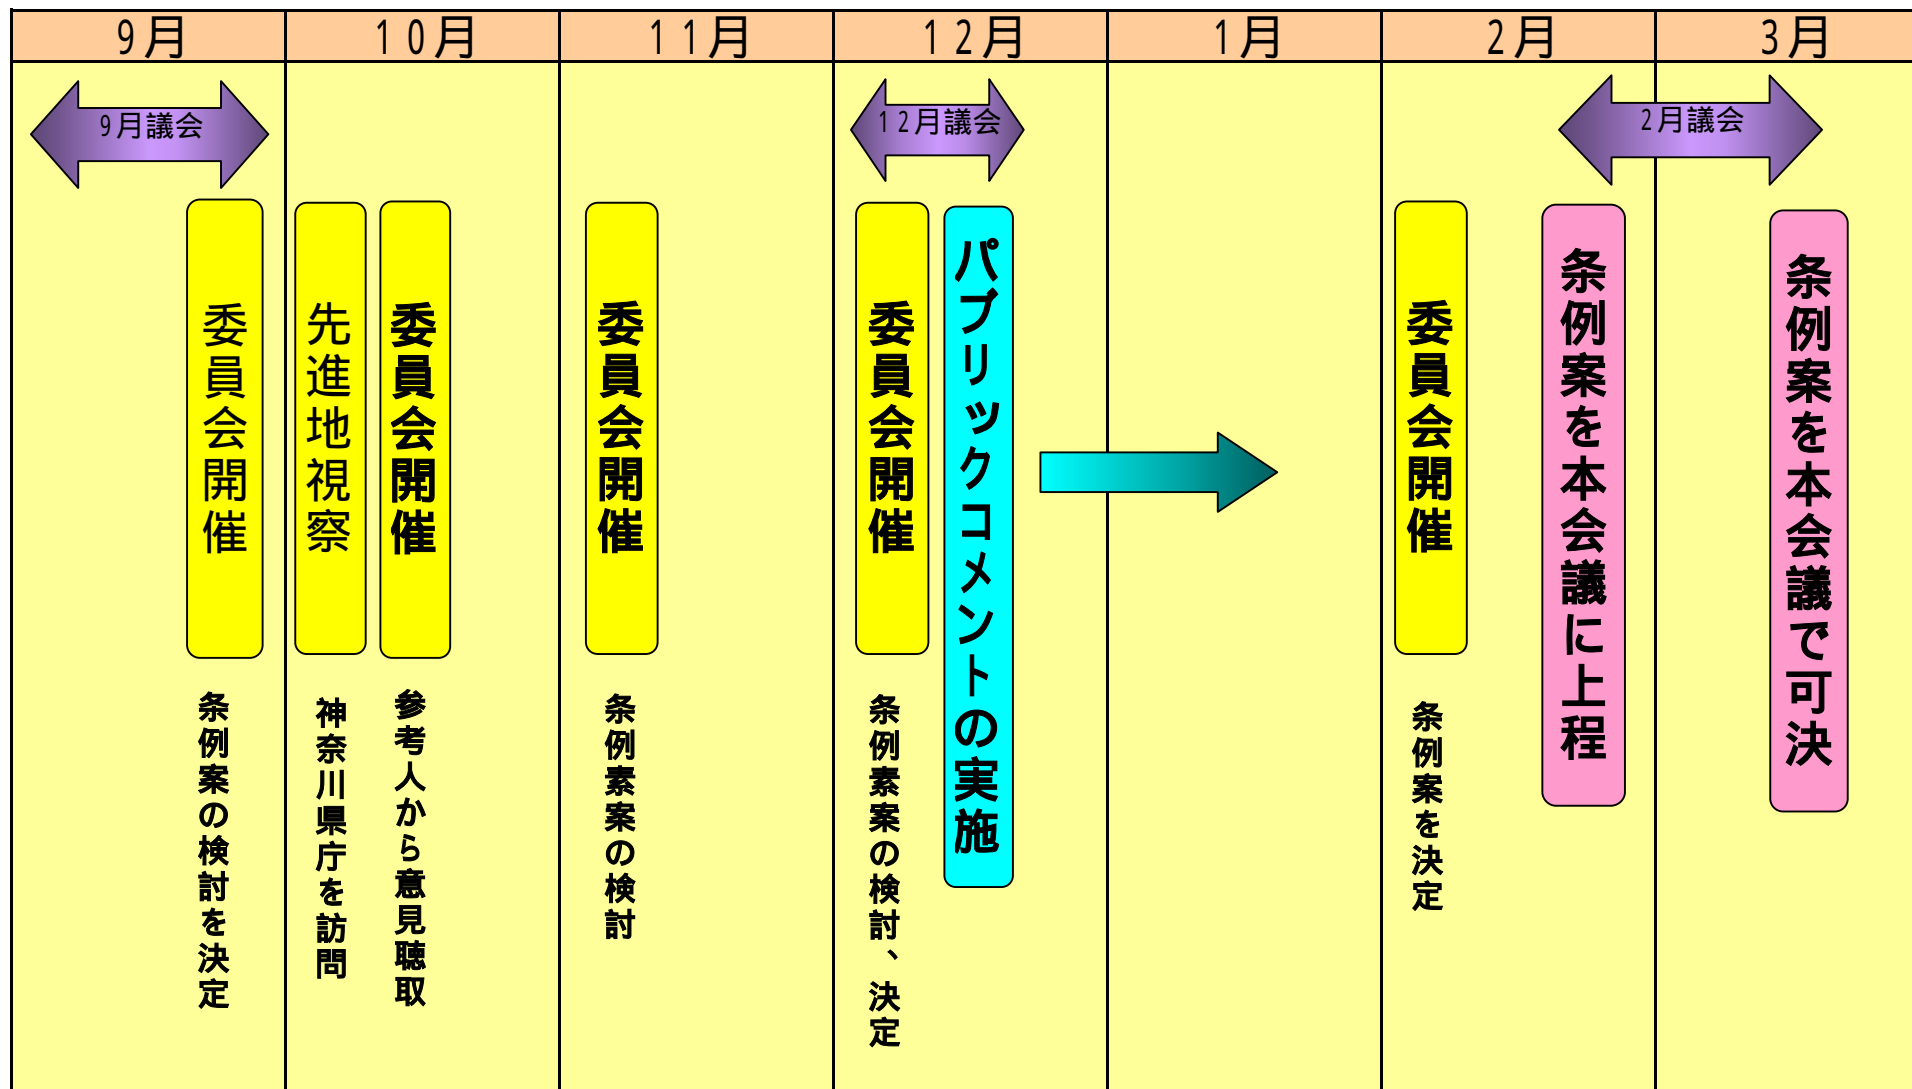 9月
10月
11月
12月
1月
2月
3月
9月議会
12月議会
2月議会
委員会開催
先進地視察
委員会開催
委員会開催
委員会開催
パブリックコメントの実施
委員会開催
条例案を本会議に上程
条例案を本会議で可決
条例案の検討を決定
神奈川県庁を訪問
参考人から意見聴取
条例素案の検討
条例素案の検討、決定
条例案を決定